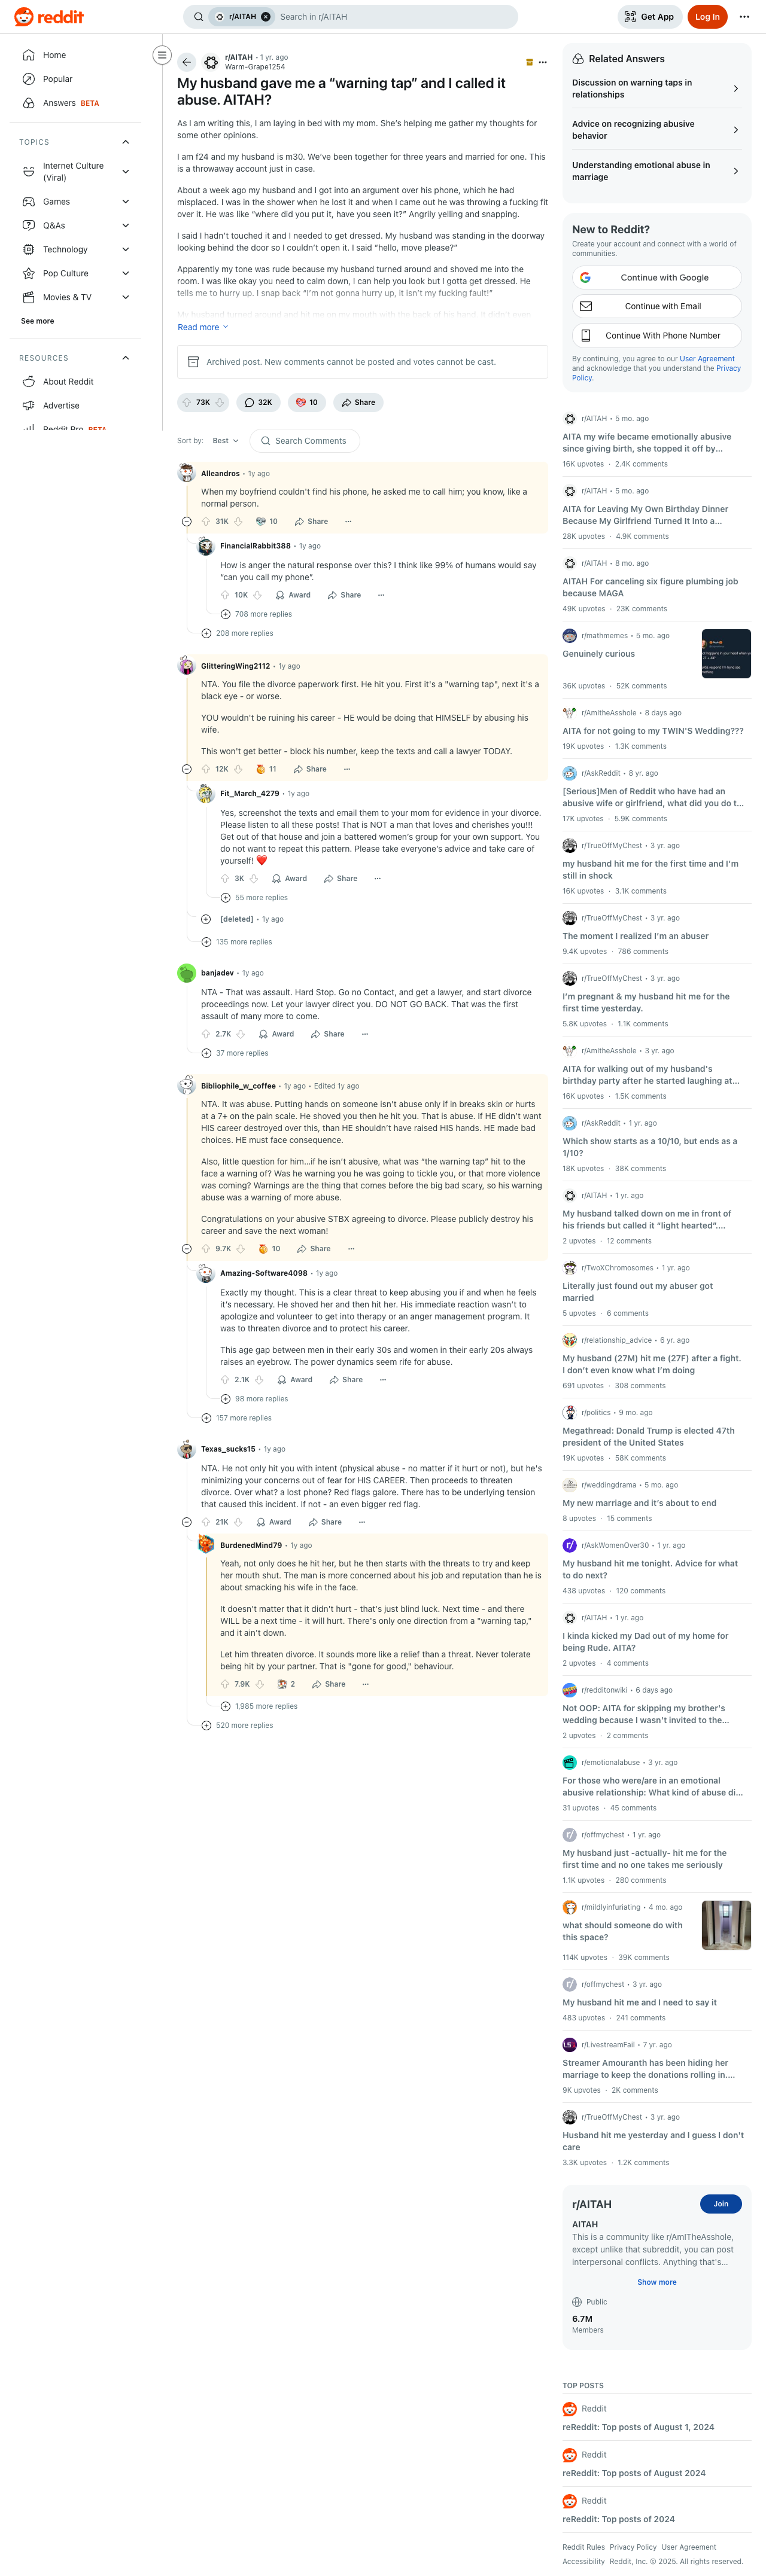 reddit
r/AITAH
Search in r/AITAH
Get App
Log In
Home
Popular
Answers BETA
TOPICS
Internet Culture
(Viral)
Games
Q&As
Technology
Pop Culture
Movies & TV
See more
RESOURCES
About Reddit
Advertise
Reddit Pro BETA
r/AITAH • 1 yr. ago
Warm-Grape1254
My husband gave me a “warning tap” and I called it
abuse. AITAH?
As I am writing this, I am laying in bed with my mom. She’s helping me gather my thoughts for
some other opinions.
I am f24 and my husband is m30. We’ve been together for three years and married for one. This
is a throwaway account just in case.
About a week ago my husband and I got into an argument over his phone, which he had
misplaced. I was in the shower when he lost it and when I came out he was throwing a fucking fit
over it. He was like “where did you put it, have you seen it?” Angrily yelling and snapping.
I said I hadn’t touched it and I needed to get dressed. My husband was standing in the doorway
looking behind the door so I couldn’t open it. I said “hello, move please?”
Apparently my tone was rude because my husband turned around and shoved me into the
room. I was like okay you need to calm down, I can help you look but I gotta get dressed. He
tells me to hurry up. I snap back “I’m not gonna hurry up, it isn’t my fucking fault!”
My husband turned around and hit me on my mouth with the back of his hand. It didn’t even
Read more
Archived post. New comments cannot be posted and votes cannot be cast.
73K
32K
10
Share
Sort by: Best
Search Comments
Alleandros • 1y ago
When my boyfriend couldn't find his phone, he asked me to call him; you know, like a
normal person.
31K
10
Share
FinancialRabbit388 • 1y ago
How is anger the natural response over this? I think like 99% of humans would say
“can you call my phone”.
10K
Award
Share
708 more replies
208 more replies
GlitteringWing2112 • 1y ago
NTA. You file the divorce paperwork first. He hit you. First it's a "warning tap", next it's a
black eye - or worse.
YOU wouldn't be ruining his career - HE would be doing that HIMSELF by abusing his
wife.
This won't get better - block his number, keep the texts and call a lawyer TODAY.
12K
11
Share
Fit_March_4279 • 1y ago
Yes, screenshot the texts and email them to your mom for evidence in your divorce.
Please listen to all these posts! That is NOT a man that loves and cherishes you!!!
Get out of that house and join a battered women’s group for your own support. You
do not want to repeat this pattern. Please take everyone’s advice and take care of
yourself! ❤️
3K
Award
Share
55 more replies
[deleted] • 1y ago
135 more replies
banjadev • 1y ago
NTA - That was assault. Hard Stop. Go no Contact, and get a lawyer, and start divorce
proceedings now. Let your lawyer direct you. DO NOT GO BACK. That was the first
assault of many more to come.
2.7K
Award
Share
37 more replies
Bibliophile_w_coffee • 1y ago • Edited 1y ago
NTA. It was abuse. Putting hands on someone isn’t abuse only if in breaks skin or hurts
at a 7+ on the pain scale. He shoved you then he hit you. That is abuse. If HE didn’t want
HIS career destroyed over this, than HE shouldn’t have raised HIS hands. HE made bad
choices. HE must face consequence.
Also, little question for him…if he isn’t abusive, what was “the warning tap” hit to the
face a warning of? Was he warning you he was going to tickle you, or that more violence
was coming? Warnings are the thing that comes before the big bad scary, so his warning
abuse was a warning of more abuse.
Congratulations on your abusive STBX agreeing to divorce. Please publicly destroy his
career and save the next woman!
9.7K
10
Share
Amazing-Software4098 • 1y ago
Exactly my thought. This is a clear threat to keep abusing you if and when he feels
it’s necessary. He shoved her and then hit her. His immediate reaction wasn’t to
apologize and volunteer to get into therapy or an anger management program. It
was to threaten divorce and to protect his career.
This age gap between men in their early 30s and women in their early 20s always
raises an eyebrow. The power dynamics seem rife for abuse.
2.1K
Award
Share
98 more replies
157 more replies
Texas_sucks15 • 1y ago
NTA. He not only hit you with intent (physical abuse - no matter if it hurt or not), but he's
minimizing your concerns out of fear for HIS CAREER. Then proceeds to threaten
divorce. Over what? a lost phone? Red flags galore. There has to be underlying tension
that caused this incident. If not - an even bigger red flag.
21K
Award
Share
BurdenedMind79 • 1y ago
Yeah, not only does he hit her, but he then starts with the threats to try and keep
her mouth shut. The man is more concerned about his job and reputation than he is
about smacking his wife in the face.
It doesn't matter that it didn't hurt - that's just blind luck. Next time - and there
WILL be a next time - it will hurt. There's only one direction from a "warning tap,"
and it ain't down.
Let him threaten divorce. It sounds more like a relief than a threat. Never tolerate
being hit by your partner. That is "gone for good," behaviour.
7.9K
2
Share
1,985 more replies
520 more replies
Related Answers
Discussion on warning taps in
relationships
Advice on recognizing abusive
behavior
Understanding emotional abuse in
marriage
New to Reddit?
Create your account and connect with a world of
communities.
Continue with Google
Continue with Email
Continue With Phone Number
By continuing, you agree to our User Agreement
and acknowledge that you understand the Privacy
Policy.
r/AITAH • 5 mo. ago
AITA my wife became emotionally abusive
since giving birth, she topped it off by...
16K upvotes · 2.4K comments
r/AITAH • 5 mo. ago
AITA for Leaving My Own Birthday Dinner
Because My Girlfriend Turned It Into a...
28K upvotes · 4.9K comments
r/AITAH • 8 mo. ago
AITAH For canceling six figure plumbing job
because MAGA
49K upvotes · 23K comments
r/mathmemes • 5 mo. ago
Genuinely curious
36K upvotes · 52K comments
r/AmItheAsshole • 8 days ago
AITA for not going to my TWIN'S Wedding???
19K upvotes · 1.3K comments
r/AskReddit • 8 yr. ago
[Serious]Men of Reddit who have had an
abusive wife or girlfriend, what did you do t...
17K upvotes · 5.9K comments
r/TrueOffMyChest • 3 yr. ago
my husband hit me for the first time and I'm
still in shock
16K upvotes · 3.1K comments
r/TrueOffMyChest • 3 yr. ago
The moment I realized I'm an abuser
9.4K upvotes · 786 comments
r/TrueOffMyChest • 3 yr. ago
I'm pregnant & my husband hit me for the
first time yesterday.
5.8K upvotes · 1.1K comments
r/AmItheAsshole • 3 yr. ago
AITA for walking out of my husband's
birthday party after he started laughing at...
16K upvotes · 1.5K comments
r/AskReddit • 1 yr. ago
Which show starts as a 10/10, but ends as a
1/10?
18K upvotes · 38K comments
r/AITAH • 1 yr. ago
My husband talked down on me in front of
his friends but called it “light hearted”....
2 upvotes · 12 comments
r/TwoXChromosomes • 1 yr. ago
Literally just found out my abuser got
married
5 upvotes · 6 comments
r/relationship_advice • 6 yr. ago
My husband (27M) hit me (27F) after a fight.
I don’t even know what I’m doing
691 upvotes · 308 comments
r/politics • 9 mo. ago
Megathread: Donald Trump is elected 47th
president of the United States
19K upvotes · 58K comments
r/weddingdrama • 5 mo. ago
My new marriage and it’s about to end
8 upvotes · 15 comments
r/AskWomenOver30 • 1 yr. ago
My husband hit me tonight. Advice for what
to do next?
438 upvotes · 120 comments
r/AITAH • 1 yr. ago
I kinda kicked my Dad out of my home for
being Rude. AITA?
2 upvotes · 4 comments
r/redditonwiki • 6 days ago
Not OOP: AITA for skipping my brother's
wedding because I wasn't invited to the...
2 upvotes · 2 comments
r/emotionalabuse • 3 yr. ago
For those who were/are in an emotional
abusive relationship: What kind of abuse di...
31 upvotes · 45 comments
r/offmychest • 1 yr. ago
My husband just -actually- hit me for the
first time and no one takes me seriously
1.1K upvotes · 280 comments
r/mildlyinfuriating • 4 mo. ago
what should someone do with
this space?
114K upvotes · 39K comments
r/offmychest • 3 yr. ago
My husband hit me and I need to say it
483 upvotes · 241 comments
r/LivestreamFail • 7 yr. ago
Streamer Amouranth has been hiding her
marriage to keep the donations rolling in....
9K upvotes · 2K comments
r/TrueOffMyChest • 3 yr. ago
Husband hit me yesterday and I guess I don't
care
3.3K upvotes · 1.2K comments
r/AITAH
Join
AITAH
This is a community like r/AmITheAsshole,
except unlike that subreddit, you can post
interpersonal conflicts. Anything that's...
Show more
Public
6.7M
Members
TOP POSTS
Reddit
reReddit: Top posts of August 1, 2024
Reddit
reReddit: Top posts of August 2024
Reddit
reReddit: Top posts of 2024
Reddit Rules Privacy Policy User Agreement
Accessibility Reddit, Inc. © 2025. All rights reserved.